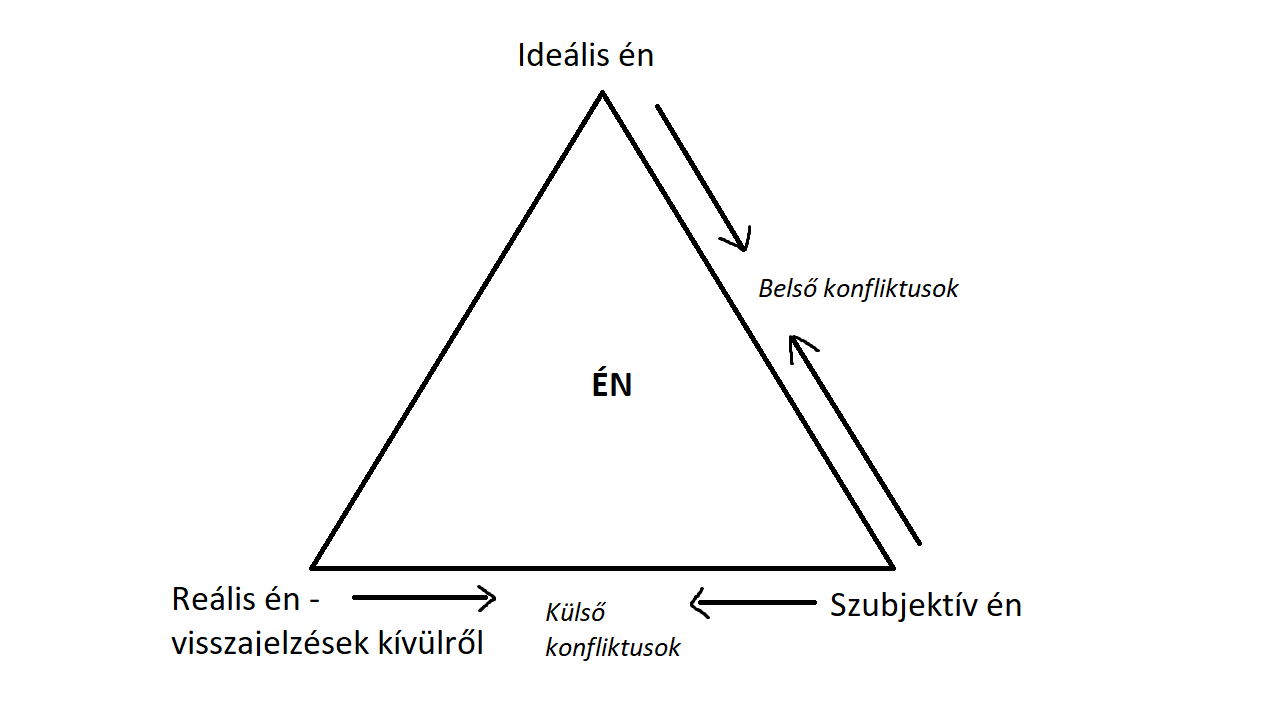 Ideális én
Belső konfliktusok
ÉN
Reális én -
visszajelzések kívülről
Külső
konfliktusok
Szubjektív én